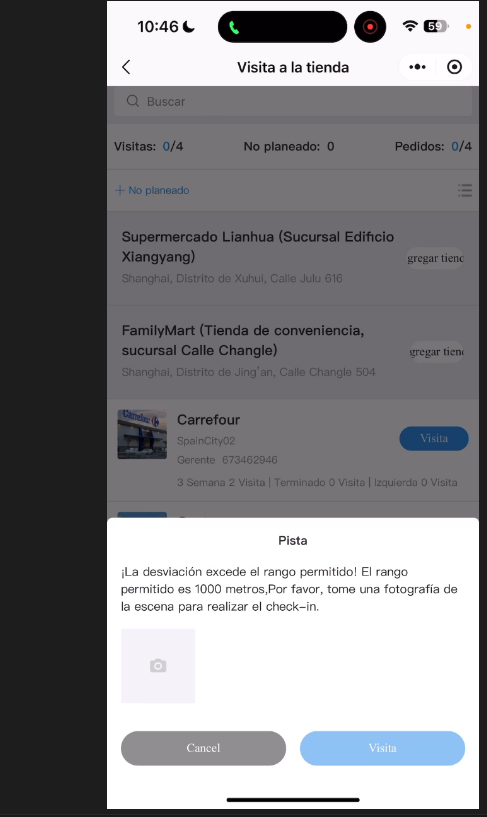 10:46
59
Visita a la tienda
Buscar
Visitas: 0/4 No planeado: 0 Pedidos: 0/4
+ No planeado
Supermercado Lianhua (Sucursal Edificio
Xiangyang)
gregar tienc
Shanghai, Distrito de Xuhui, Calle Julu 616
FamilyMart (Tienda de conveniencia,
sucursal Calle Changle)
gregar tienc
Shanghai, Distrito de Jing'an, Calle Changle 504
Carrefour
Carrefour
SpainCIty02
Visita
Gerente 673462946
3 Semana 2 Visita | Terminado 0 Visita | Izquierda 0 Visita
Pista
¡La desviación excede el rango permitido! El rango
permitido es 1000 metros,Por favor, tome una fotografía de
la escena para realizar el check-in.
Cancel
Visita